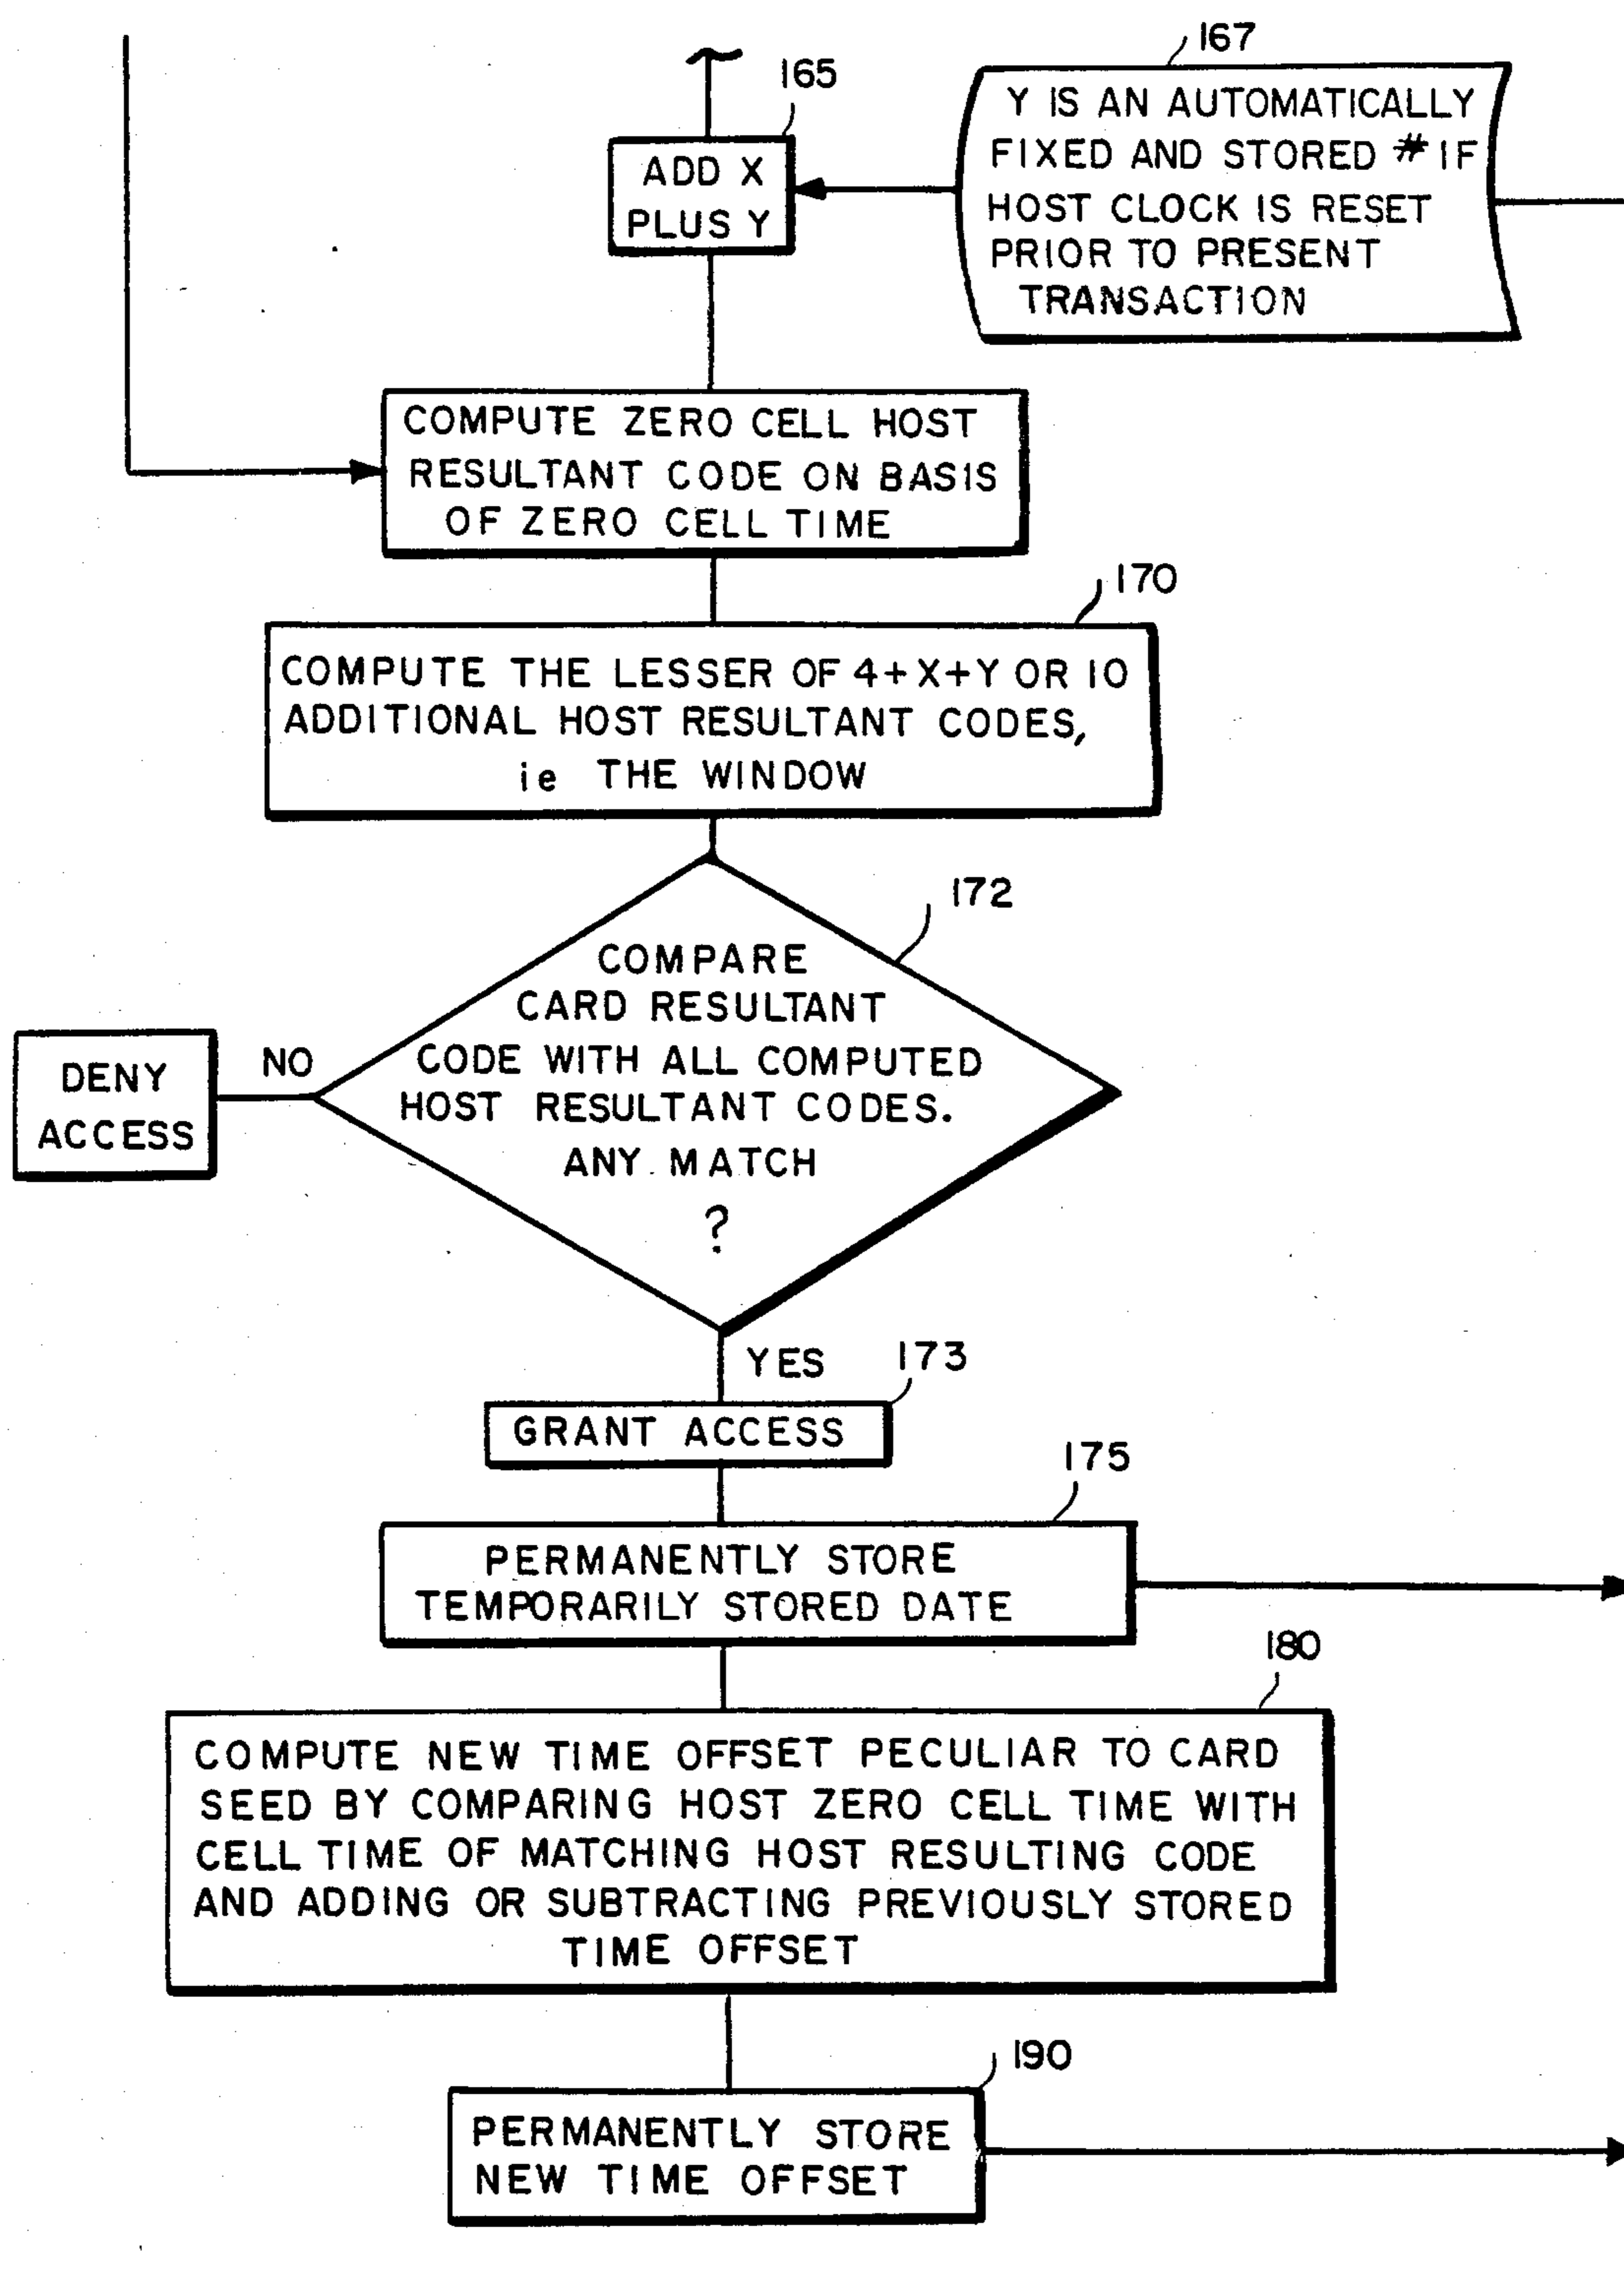 167
165
Y IS AN AUTOMATICALLY
FIXED AND STORED # IF
HOST CLOCK IS RESET
PRIOR TO PRESENT
TRANSACTION
ADD X
PLUS Y
COMPUTE ZERO CELL HOST
RESULTANT CODE ON BASIS
OF ZERO CELL TIME
170
COMPUTE THE LESSER OF 4+X+Y OR 10
ADDITIONAL HOST RESULTANT CODES,
ie THE WINDOW
172
COMPARE
CARD RESULTANT
CODE WITH ALL COMPUTED
HOST RESULTANT CODES.
ANY MATCH
?
NO
DENY
ACCESS
YES
173
GRANT ACCESS
175
PERMANENTLY STORE
TEMPORARILY STORED DATE
180
COMPUTE NEW TIME OFFSET PECULIAR TO CARD
SEED BY COMPARING HOST ZERO CELL TIME WITH
CELL TIME OF MATCHING HOST RESULTING CODE
AND ADDING OR SUBTRACTING PREVIOUSLY STORED
TIME OFFSET
190
PERMANENTLY STORE
NEW TIME OFFSET